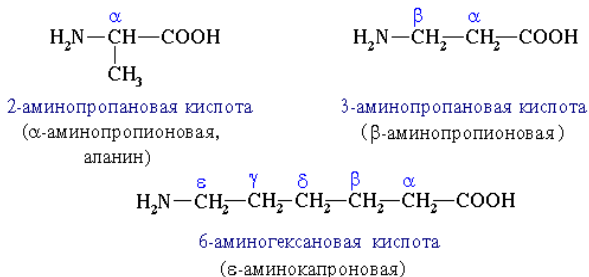 α
H₂N—CH—COOH
CH₃
2-аминопропановая кислота
(α-аминопропионовая,
аланин)
β α
H₂N—CH₂—CH₂—COOH
3-аминопропановая кислота
(β-аминопропионовая)
ε γ δ β α
H₂N—CH₂—CH₂—CH₂—CH₂—CH₂—COOH
6-аминогексановая кислота
(ε-аминокапроновая)